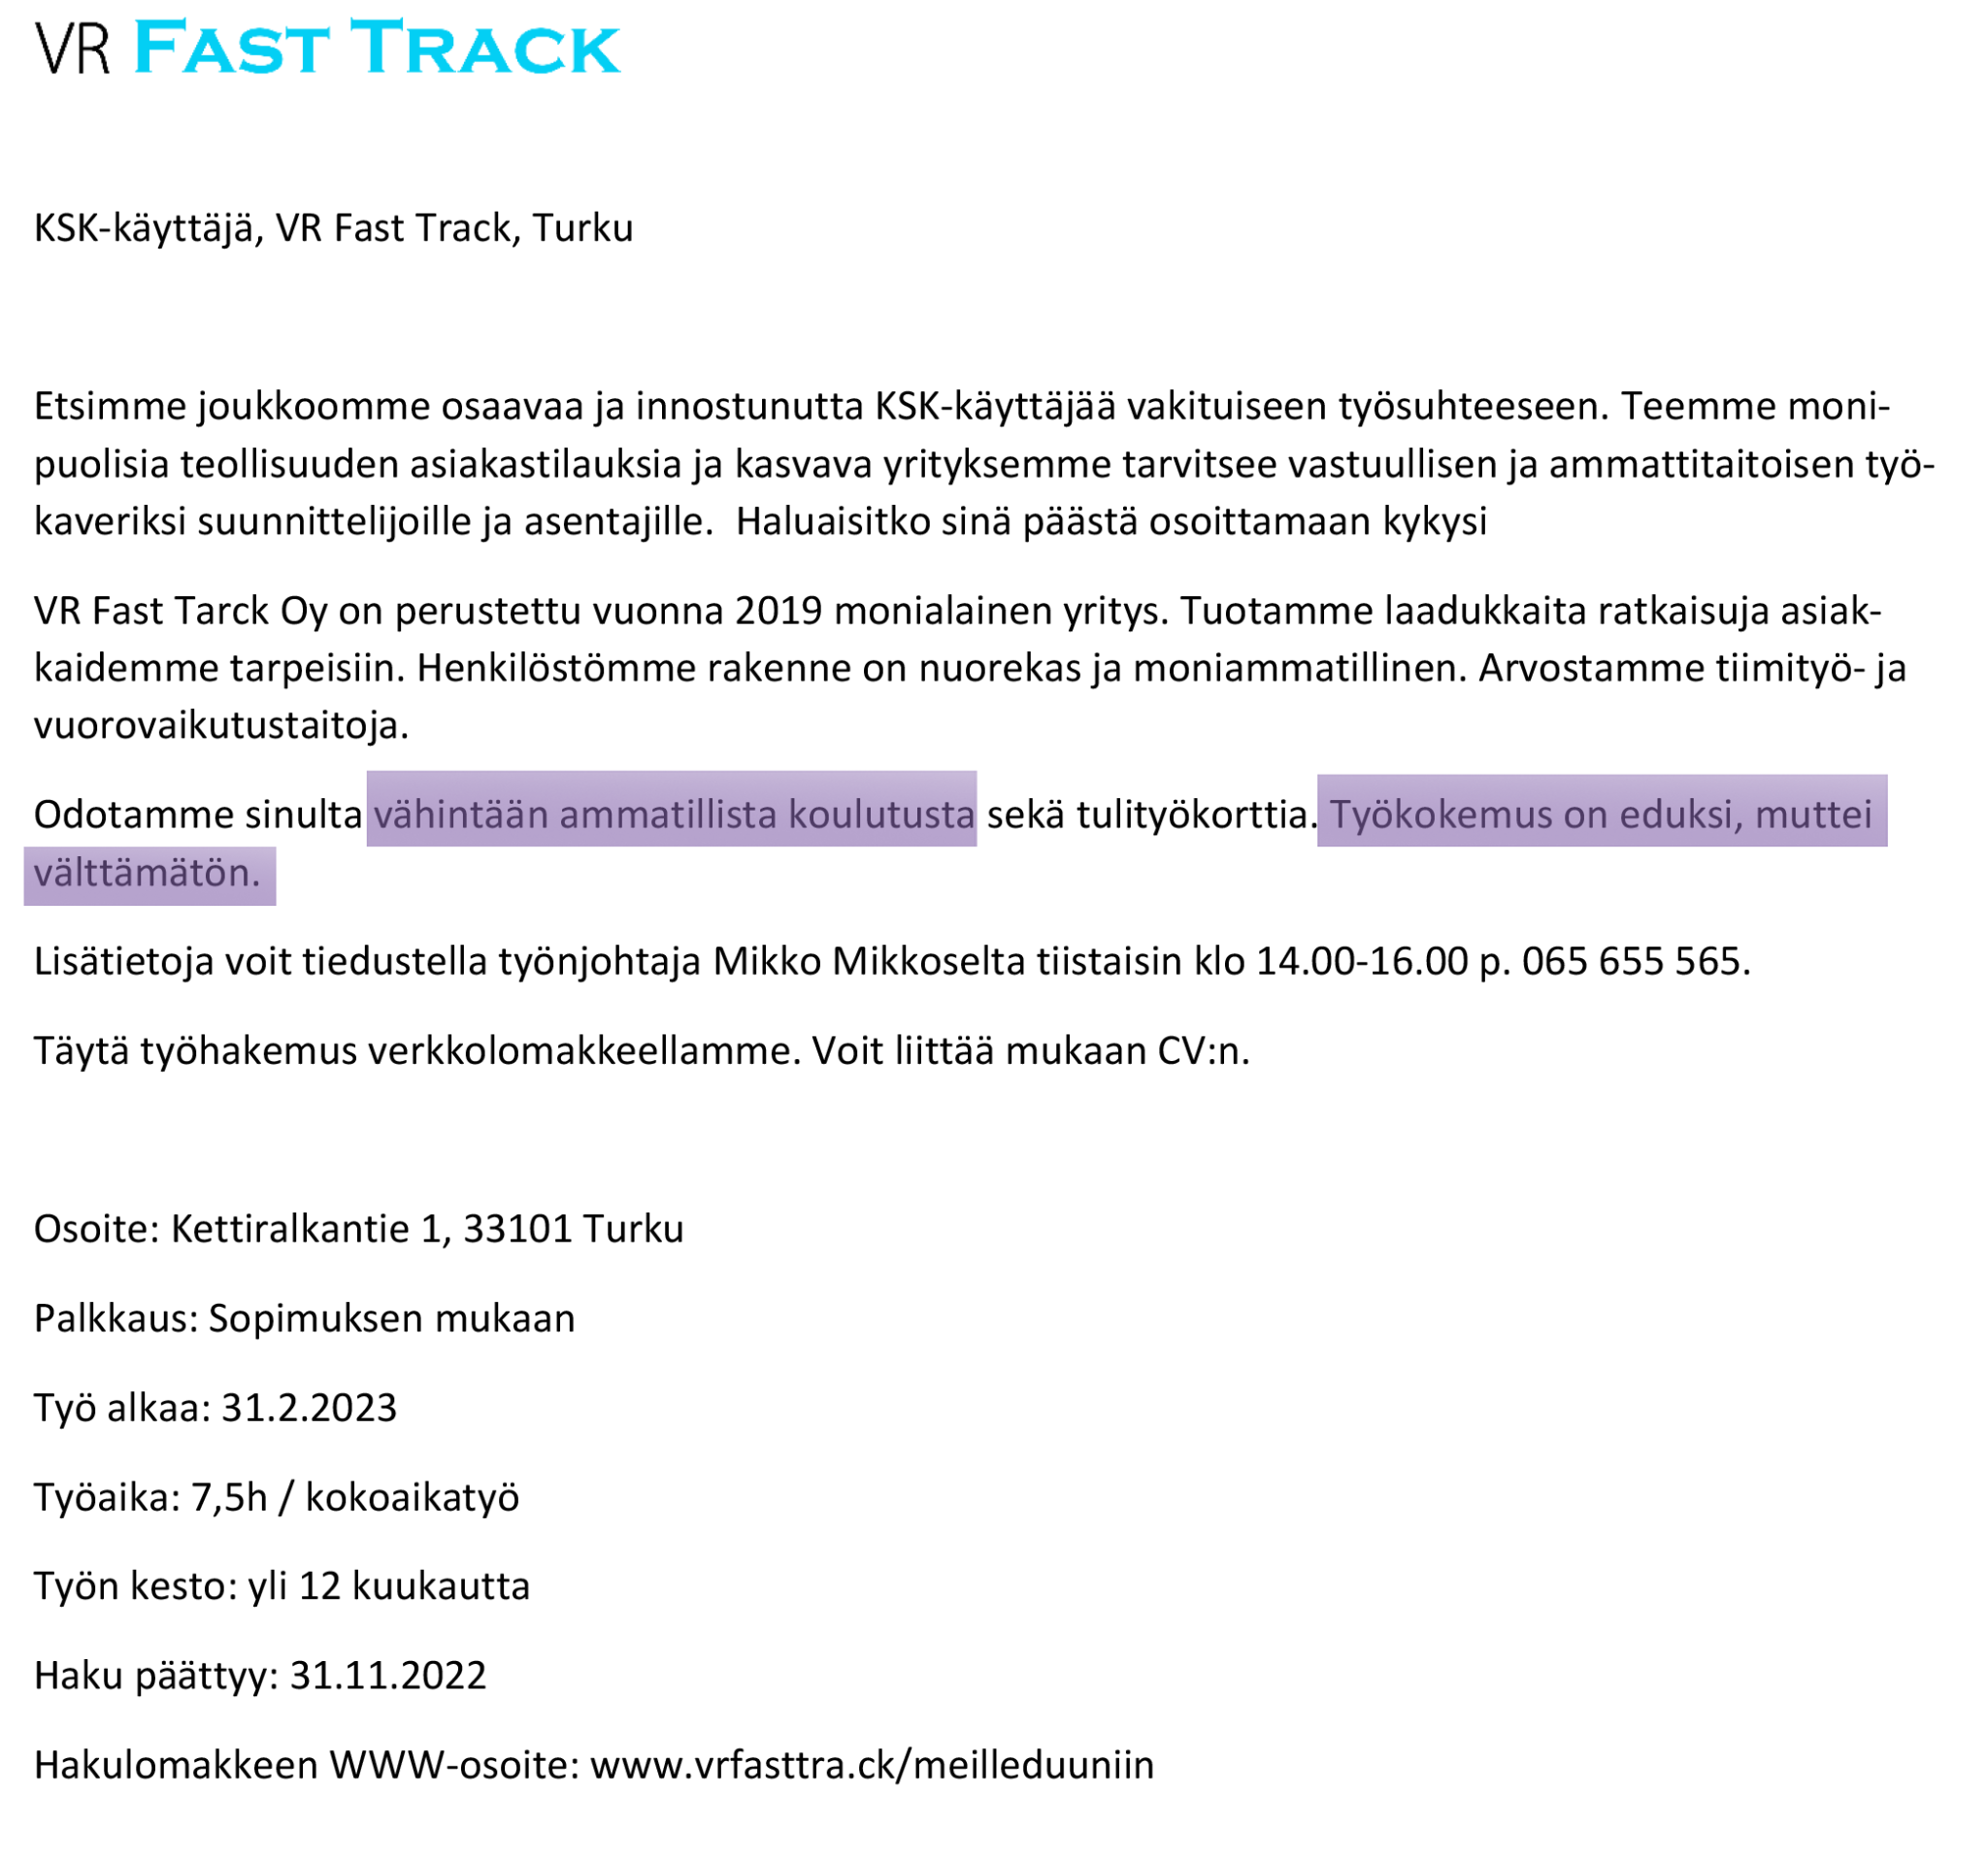 VR FAST TRACK
KSK-käyttäjä, VR Fast Track, Turku
Etsimme joukkoomme osaavaa ja innostunutta KSK-käyttäjää vakituiseen työsuhteeseen. Teemme moni-
puolisia teollisuuden asiakastilauksia ja kasvava yrityksemme tarvitsee vastuullisen ja ammattitaitoisen työ-
kaveriksi suunnittelijoille ja asentajille.  Haluaisitko sinä päästä osoittamaan kykysi
VR Fast Tarck Oy on perustettu vuonna 2019 monialainen yritys. Tuotamme laadukkaita ratkaisuja asiak-
kaidemme tarpeisiin. Henkilöstömme rakenne on nuorekas ja moniammatillinen. Arvostamme tiimityö- ja
vuorovaikutustaitoja.
Odotamme sinulta vähintään ammatillista koulutusta sekä tulityökorttia. Työkokemus on eduksi, muttei
välttämätön.
Lisätietoja voit tiedustella työnjohtaja Mikko Mikkoselta tiistaisin klo 14.00-16.00 p. 065 655 565.
Täytä työhakemus verkkolomakkeellamme. Voit liittää mukaan CV:n.
Osoite: Kettiralkantie 1, 33101 Turku
Palkkaus: Sopimuksen mukaan
Työ alkaa: 31.2.2023
Työaika: 7,5h / kokoaikatyö
Työn kesto: yli 12 kuukautta
Haku päättyy: 31.11.2022
Hakulomakkeen WWW-osoite: www.vrfasttra.ck/meilleduuniin